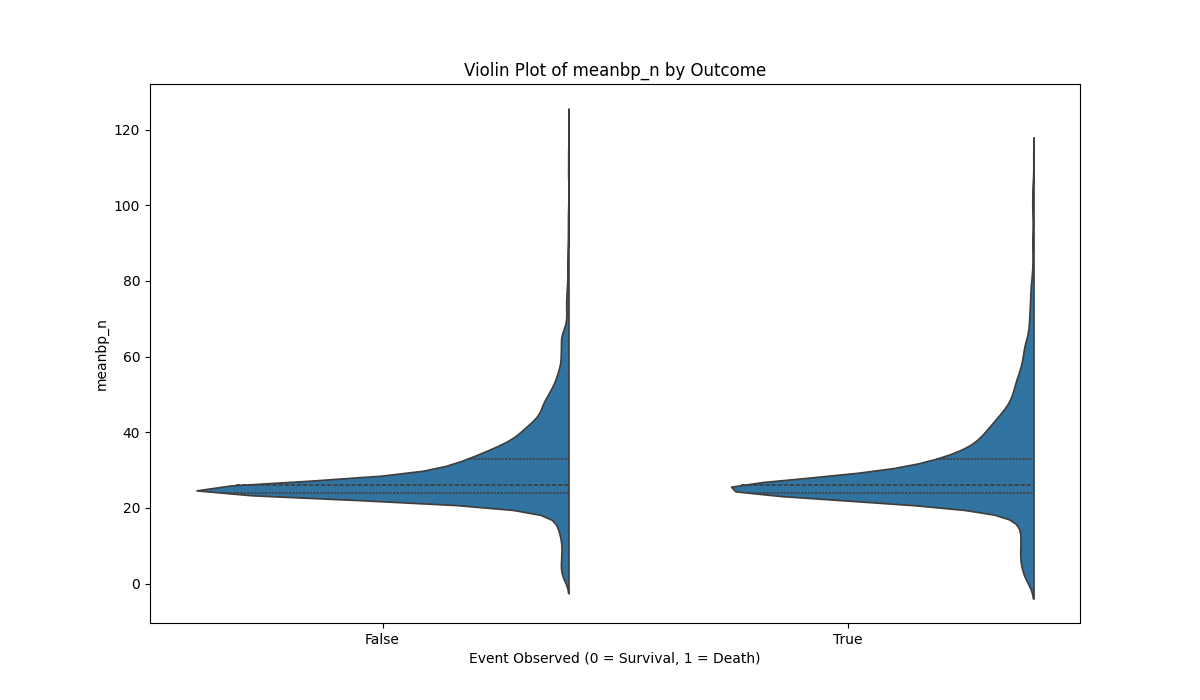 Violin Plot of meanbp_n by Outcome
120
100
80
60
40
20
0
meanbp_n
False
True
Event Observed (0 = Survival, 1 = Death)